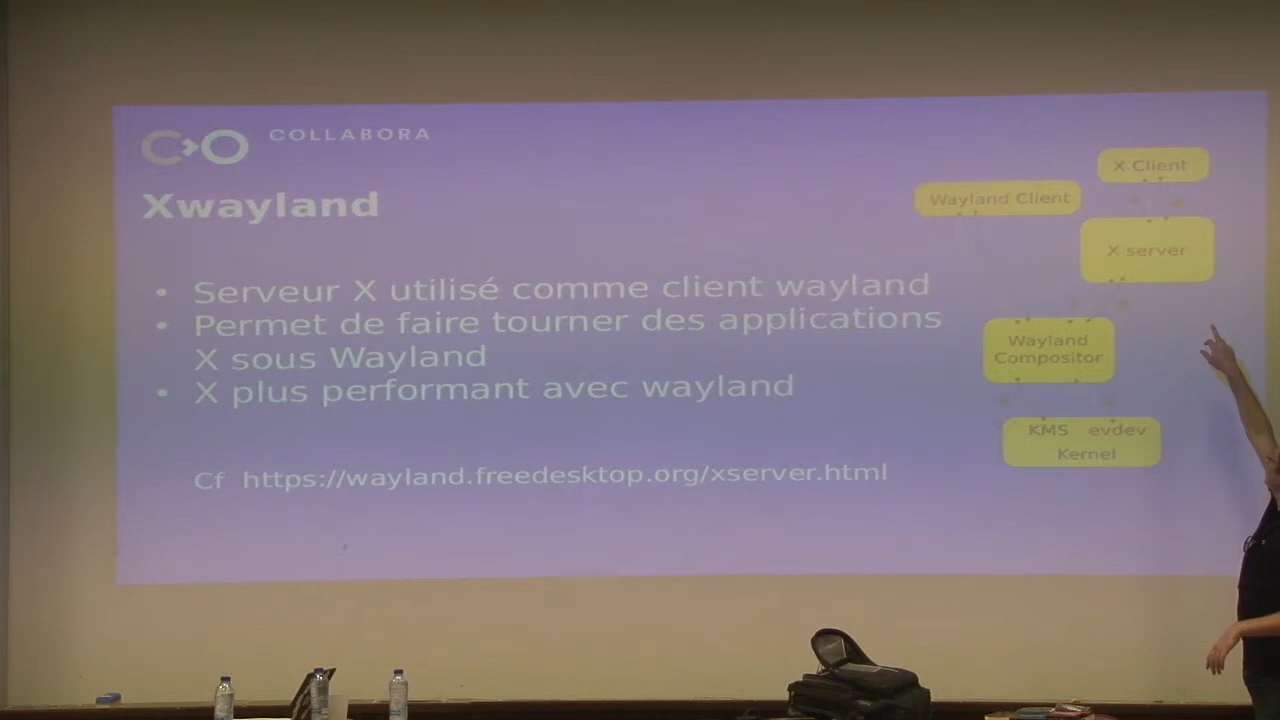 COLLABORA
Xwayland
• Serveur X utilisé comme client wayland
• Permet de faire tourner des applications
X sous Wayland
• X plus performant avec wayland
Cf https://wayland.freedesktop.org/xserver.html
X Client
Wayland Client
X server
Wayland
Compositor
KMS evdev
Kernel